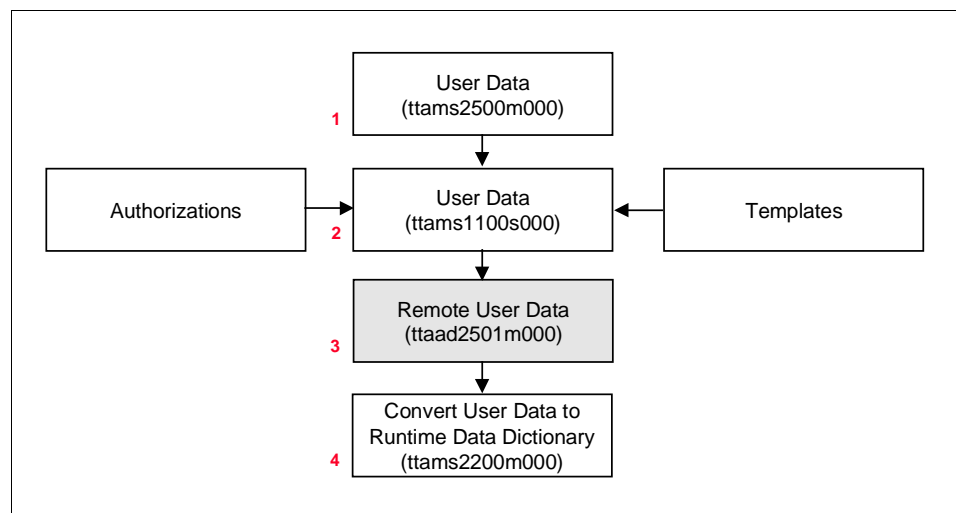 User Data
(ttams2500m000)
1
Authorizations
User Data
(ttams1100s000)
2
Templates
Remote User Data
(ttaad2501m000)
3
Convert User Data to
Runtime Data Dictionary
(ttams2200m000)
4